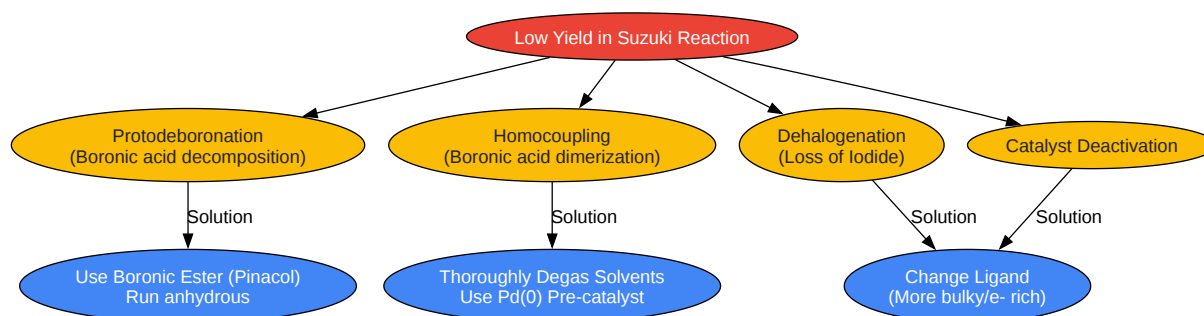 Low Yield in Suzuki Reaction
Protodeboronation
(Boronic acid decomposition)
Homocoupling
(Boronic acid dimerization)
Dehalogenation
(Loss of Iodide)
Catalyst Deactivation
Solution
Solution
Solution
Solution
Use Boronic Ester (Pinacol)
Run anhydrous
Thoroughly Degas Solvents
Use Pd(0) Pre-catalyst
Change Ligand
(More bulky/e- rich)